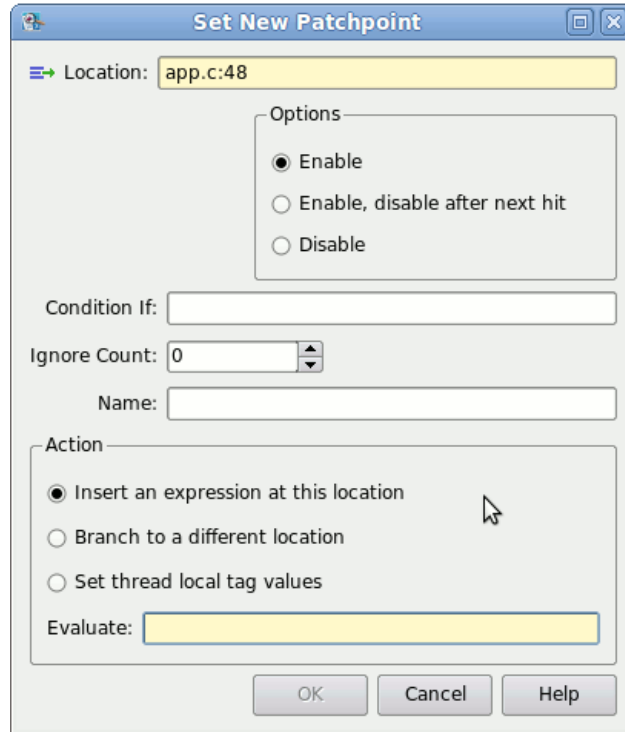 Set New Patchpoint
Location: app.c:48
Options
Enable
Enable, disable after next hit
Disable
Condition If:
Ignore Count: 0
Name:
Action
Insert an expression at this location
Branch to a different location
Set thread local tag values
Evaluate:
OK Cancel Help